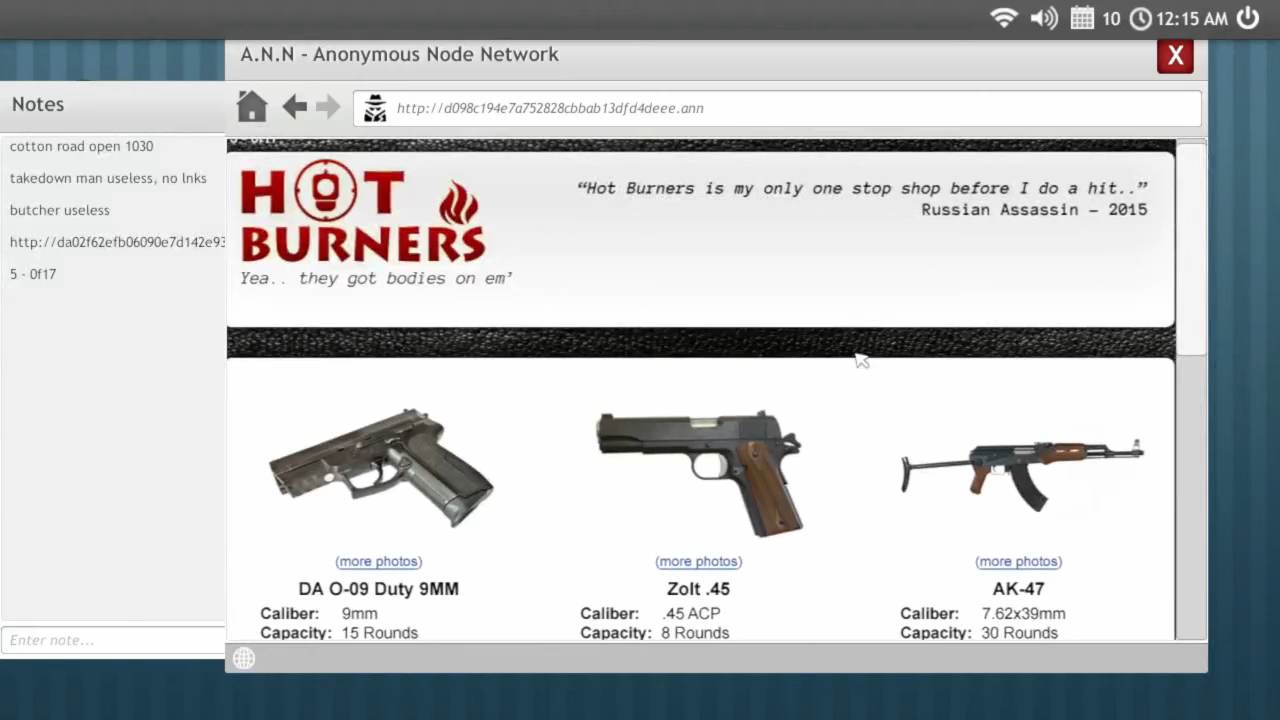 10 12:15 AM
A.N.N - Anonymous Node Network
X
Notes
http://d098c194e7a752828cbbab13dfd4deee.ann
cotton road open 1030
takedown man useless, no lnks
butcher useless
http://da02f62efb06090e7d142e93
5 - 0f17
Enter note...
HOT
BURNERS
Yea.. they got bodies on em’
“Hot Burners is my only one stop shop before I do a hit..”
Russian Assassin – 2015
(more photos) (more photos) (more photos)
DA O-09 Duty 9MM Zolt .45 AK-47
Caliber: 9mm Caliber: .45 ACP Caliber: 7.62x39mm
Capacity: 15 Rounds Capacity: 8 Rounds Capacity: 30 Rounds